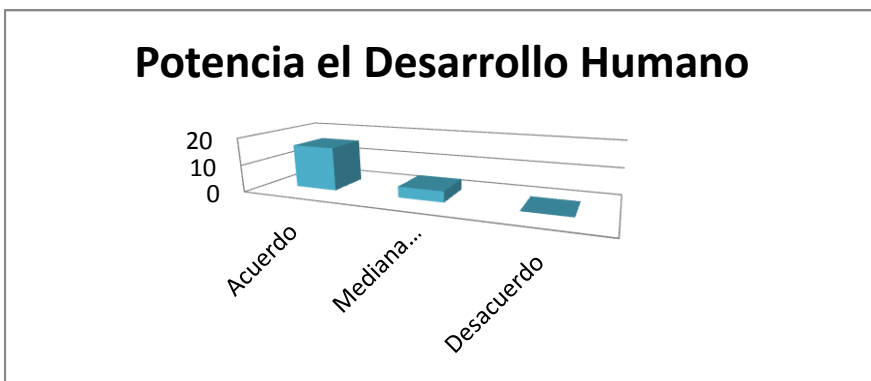 Potencia el Desarrollo Humano
20
10
0
Acuerdo
Mediana...
Desacuerdo